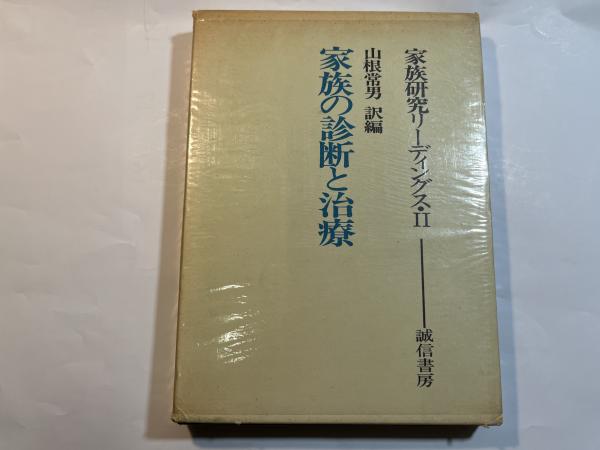 家族研究リーディングス・II――誠信書房
山根常男 訳編
家族の診断と治療